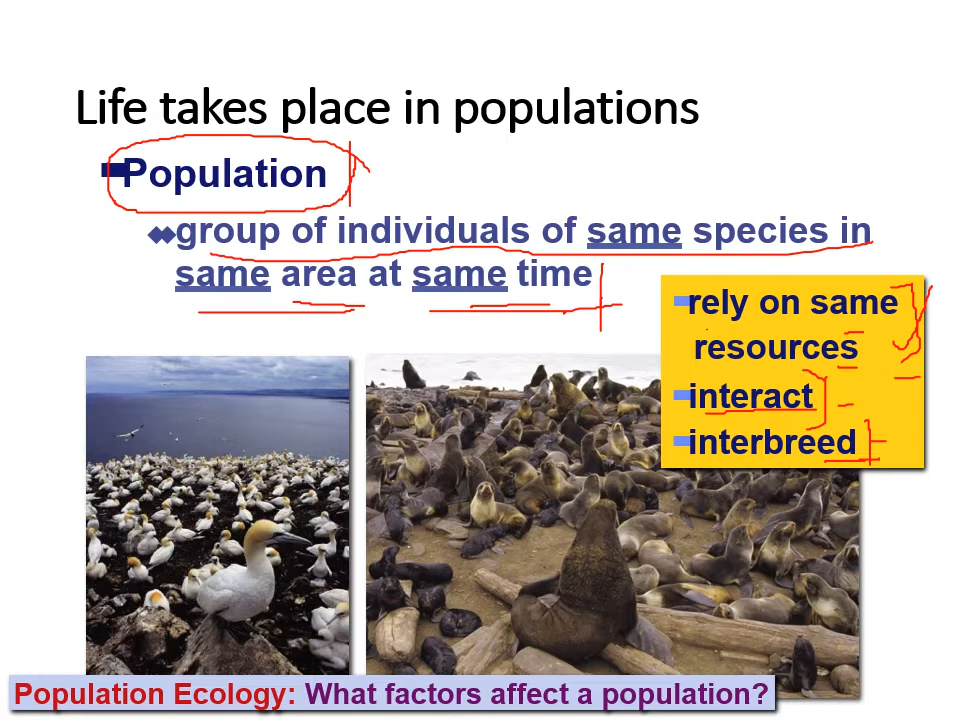 Life takes place in populations
Population
group of individuals of same species in
same area at same time
rely on same
resources
interact
interbreed
Population Ecology: What factors affect a population?